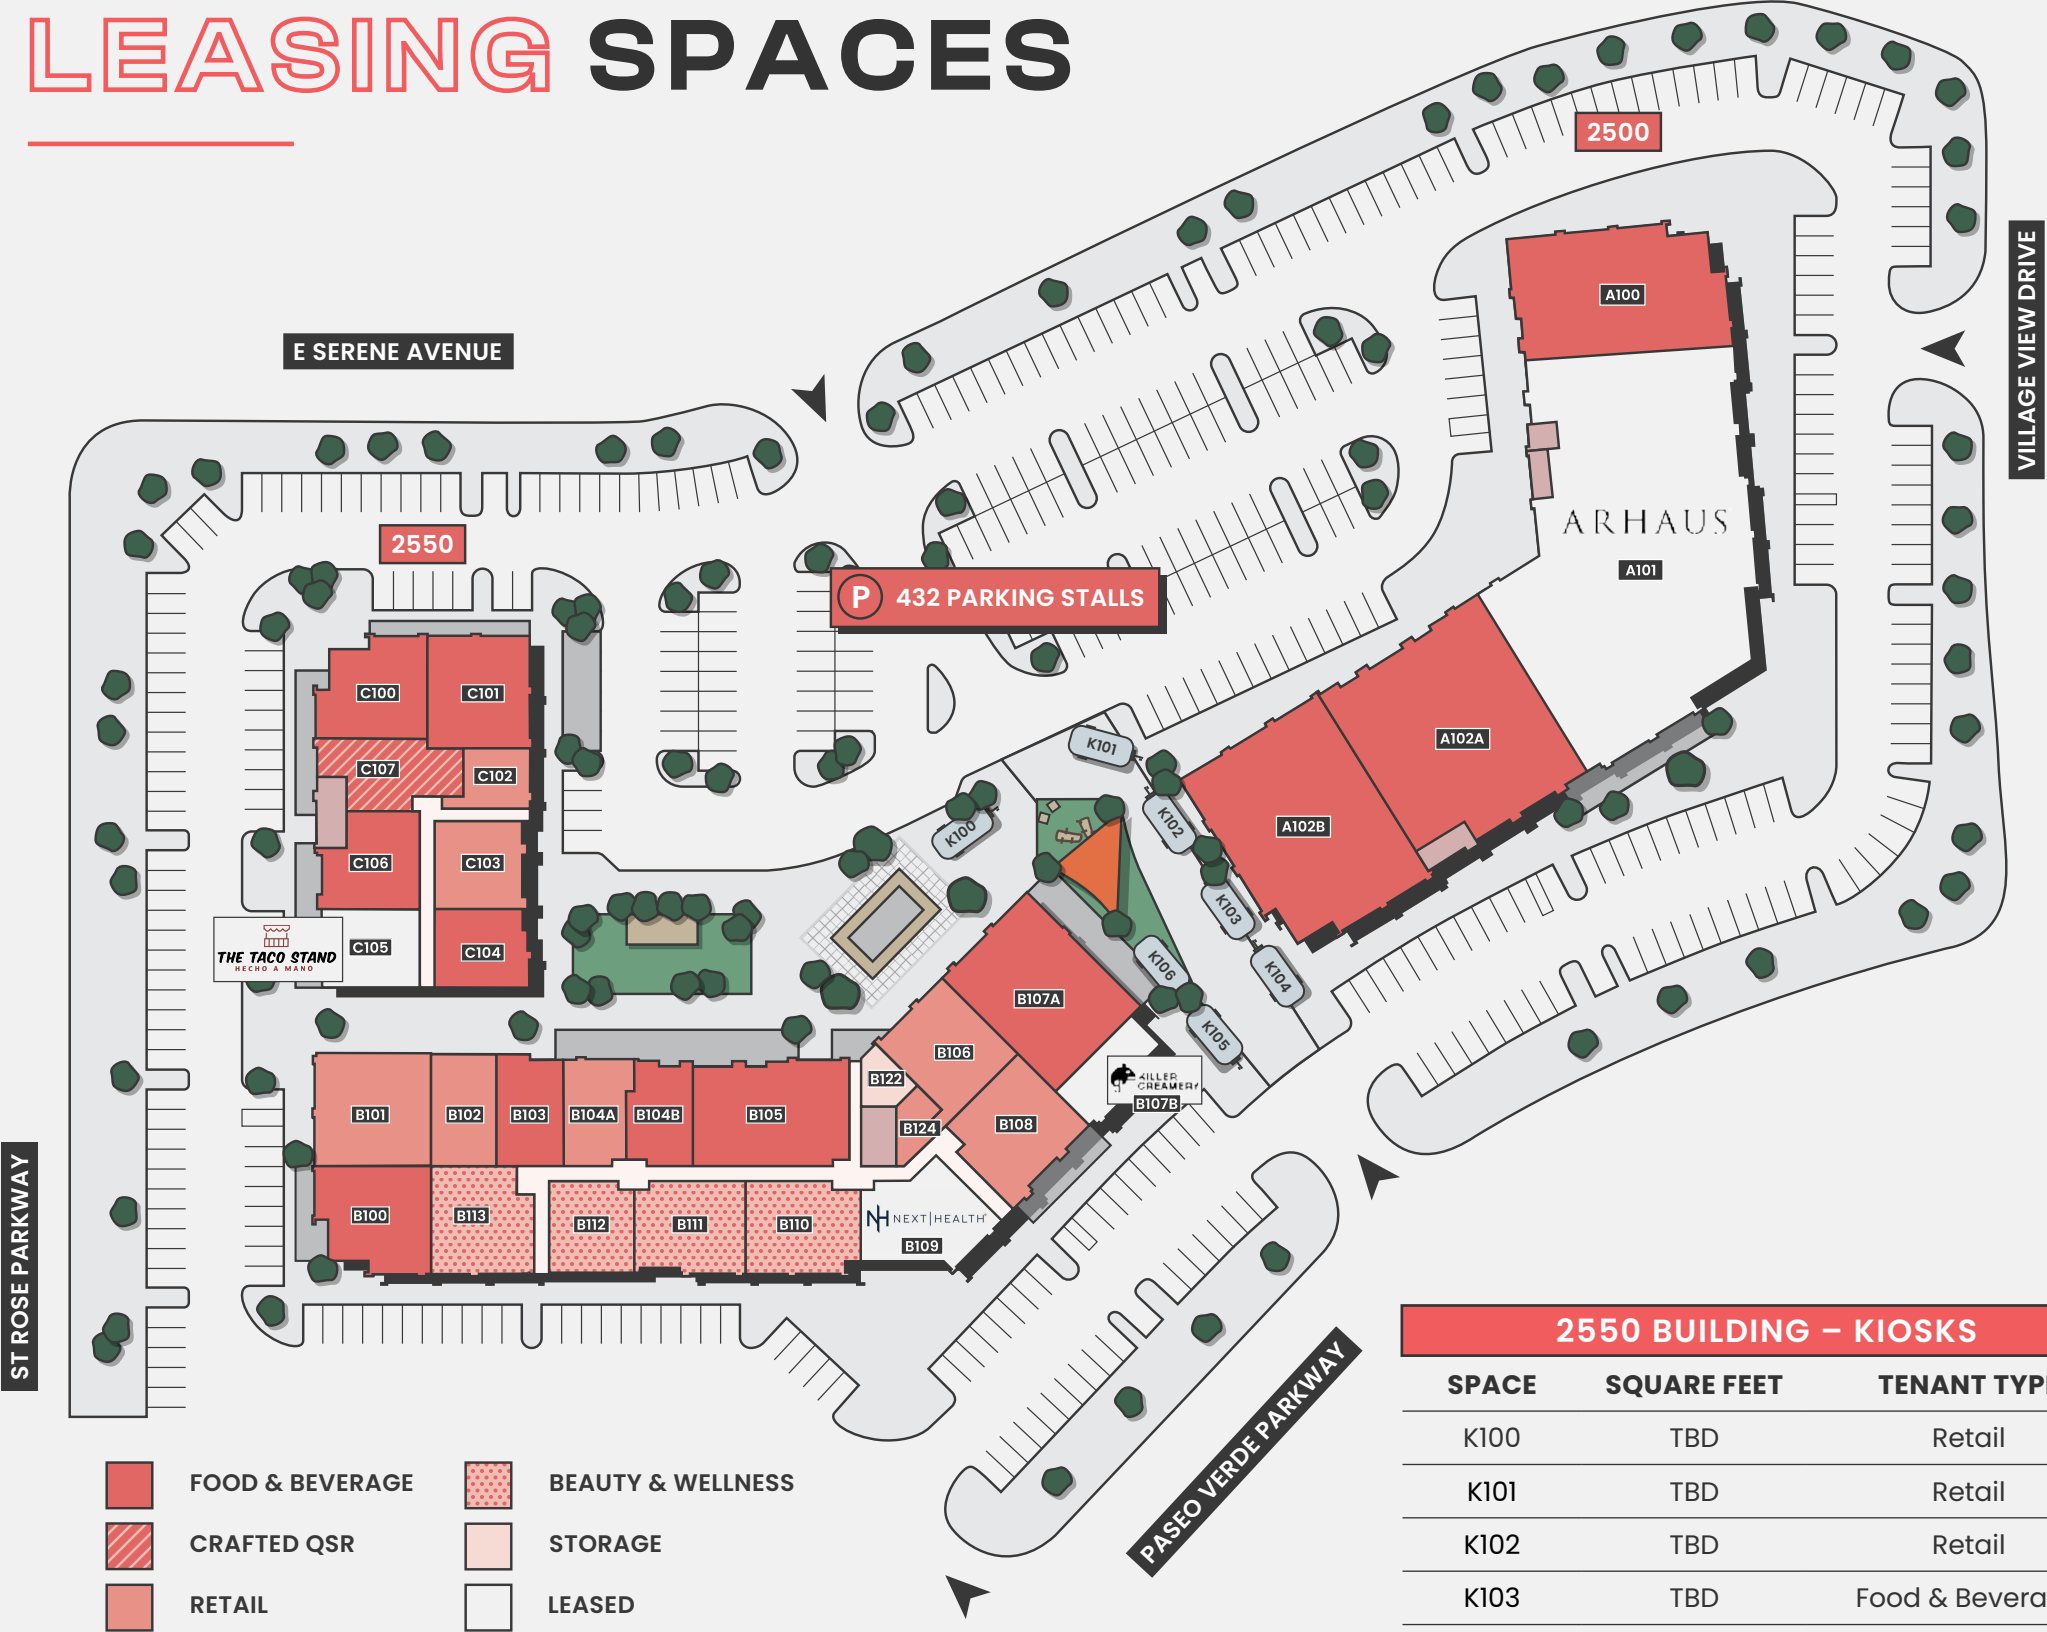 LEASING SPACES
2500
E SERENE AVENUE
VILLAGE VIEW DRIVE
2550
P 432 PARKING STALLS
A100
ARHAUS
A101
A102A
A102B
C100
C101
C107
C102
C106
C103
C105
C104
THE TACO STAND
HECHO A MANO
K101
K100
K102
K103
K104
K106
K105
B107A
B106
B122
B124
B108
KILLER
CREAMERY
B107B
B101
B102
B103
B104A
B104B
B105
B100
B113
B112
B111
B110
NH NEXT|HEALTH
B109
ST ROSE PARKWAY
PASEO VERDE PARKWAY
FOOD & BEVERAGE
CRAFTED QSR
RETAIL
BEAUTY & WELLNESS
STORAGE
LEASED
2550 BUILDING – KIOSKS
SPACE SQUARE FEET TENANT TYP
K100 TBD Retail
K101 TBD Retail
K102 TBD Retail
K103 TBD Food & Bevera